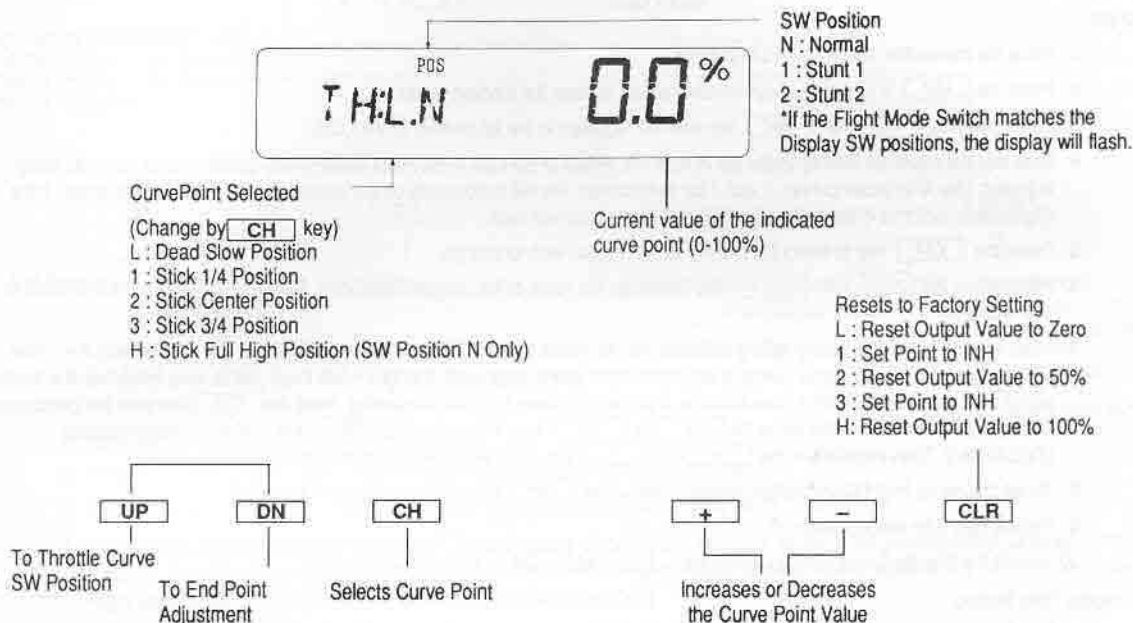 SW Position
N : Normal
1 : Stunt 1
2 : Stunt 2
*If the Flight Mode Switch matches the
Display SW positions, the display will flash.
POS
TH:L.N
0.0%
CurvePoint Selected
(Change by CH key)
L : Dead Slow Position
1 : Stick 1/4 Position
2 : Stick Center Position
3 : Stick 3/4 Position
H : Stick Full High Position (SW Position N Only)
Current value of the indicated
curve point (0-100%)
Resets to Factory Setting
L : Reset Output Value to Zero
1 : Set Point to INH
2 : Reset Output Value to 50%
3 : Set Point to INH
H: Reset Output Value to 100%
UP
DN
CH
+
−
CLR
To Throttle Curve
SW Position
To End Point
Adjustment
Selects Curve Point
Increases or Decreases
the Curve Point Value